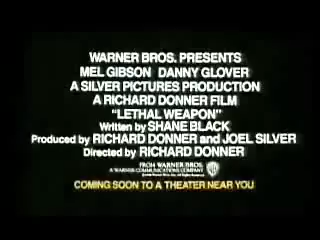 WARNER BROS. PRESENTS
MEL GIBSON DANNY GLOVER
A SILVER PICTURES PRODUCTION
A RICHARD DONNER FILM
"LETHAL WEAPON"
Written by SHANE BLACK
Produced by RICHARD DONNER and JOEL SILVER
Directed by RICHARD DONNER
FROM WARNER BROS.
A WARNER COMMUNICATIONS COMPANY
COMING SOON TO A THEATER NEAR YOU